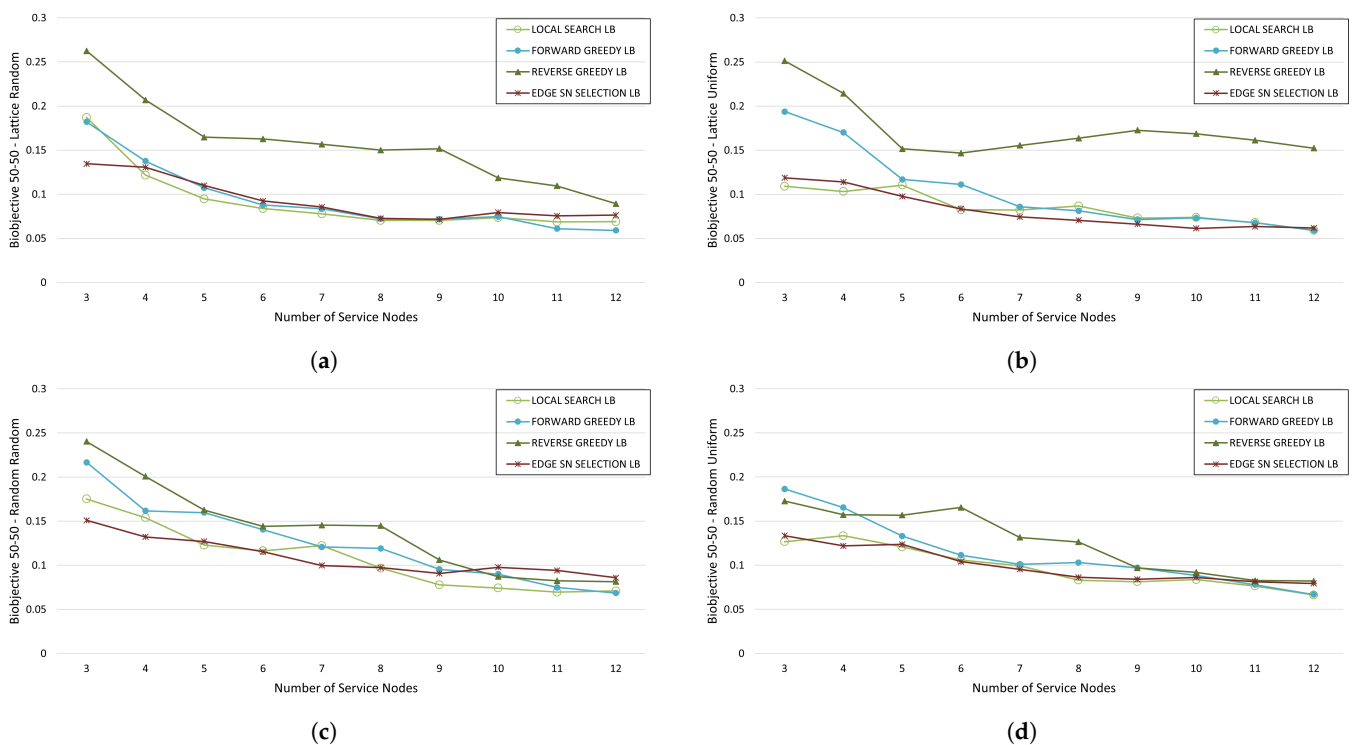 0.3
0.25
0.2
0.15
0.1
0.05
0
Biobjective 50-50 - Lattice Random
LOCAL SEARCH LB
FORWARD GREEDY LB
REVERSE GREEDY LB
EDGE SN SELECTION LB
3 4 5 6 7 8 9 10 11 12
Number of Service Nodes
(a)
0.3
0.25
0.2
0.15
0.1
0.05
0
Biobjective 50-50 - Lattice Uniform
LOCAL SEARCH LB
FORWARD GREEDY LB
REVERSE GREEDY LB
EDGE SN SELECTION LB
3 4 5 6 7 8 9 10 11 12
Number of Service Nodes
(b)
0.3
0.25
0.2
0.15
0.1
0.05
0
Biobjective 50-50 - Random Random
LOCAL SEARCH LB
FORWARD GREEDY LB
REVERSE GREEDY LB
EDGE SN SELECTION LB
3 4 5 6 7 8 9 10 11 12
Number of Service Nodes
(c)
0.3
0.25
0.2
0.15
0.1
0.05
0
Biobjective 50-50 - Random Uniform
LOCAL SEARCH LB
FORWARD GREEDY LB
REVERSE GREEDY LB
EDGE SN SELECTION LB
3 4 5 6 7 8 9 10 11 12
Number of Service Nodes
(d)